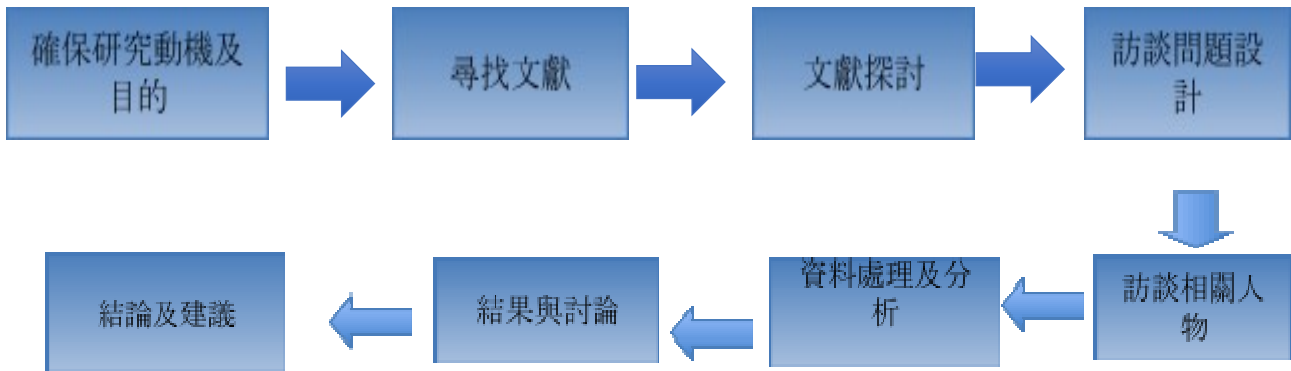 確保研究動機及
目的
尋找文獻
文獻探討
訪談問題設
計
訪談相關人
物
資料處理及分
析
結果與討論
結論及建議